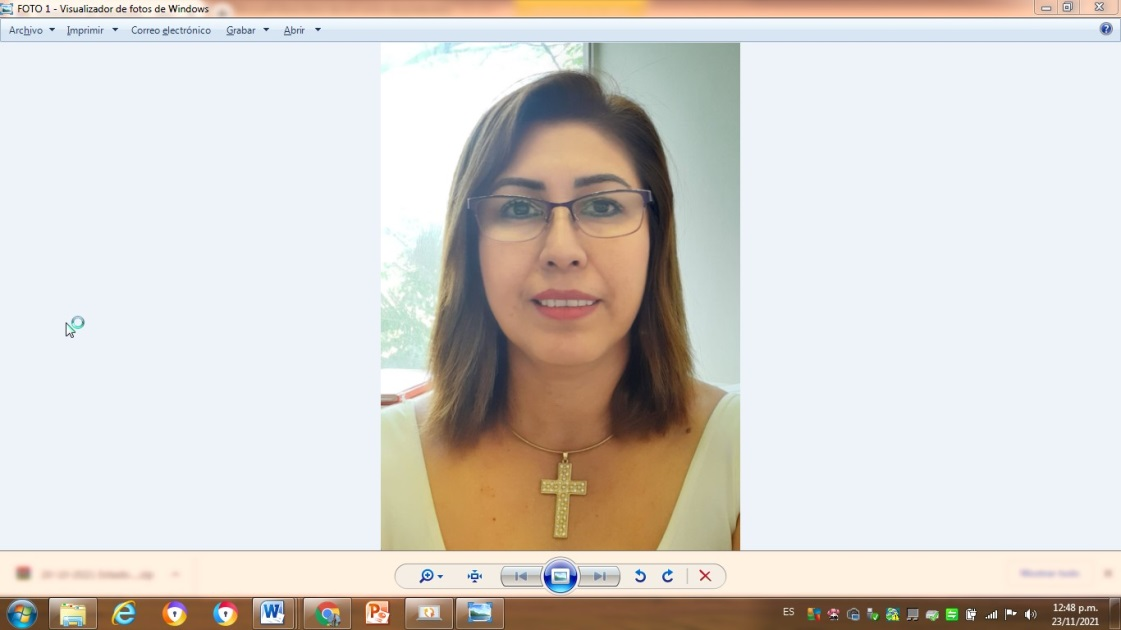 FOTO 1 - Visualizador de fotos de Windows
Archivo Imprimir Correo electrónico Grabar Abrir
ES
12:48 p.m.
23/11/2021